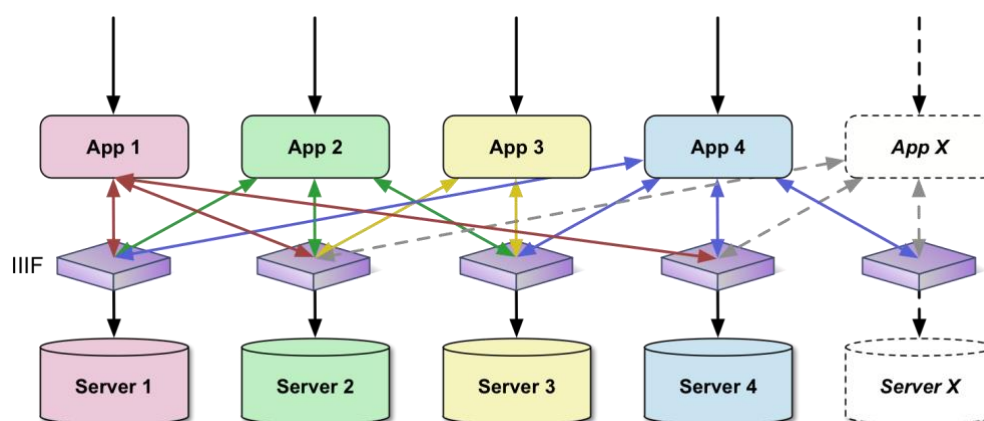 App 1
App 2
App 3
App 4
App X
IIIF
Server 1
Server 2
Server 3
Server 4
Server X